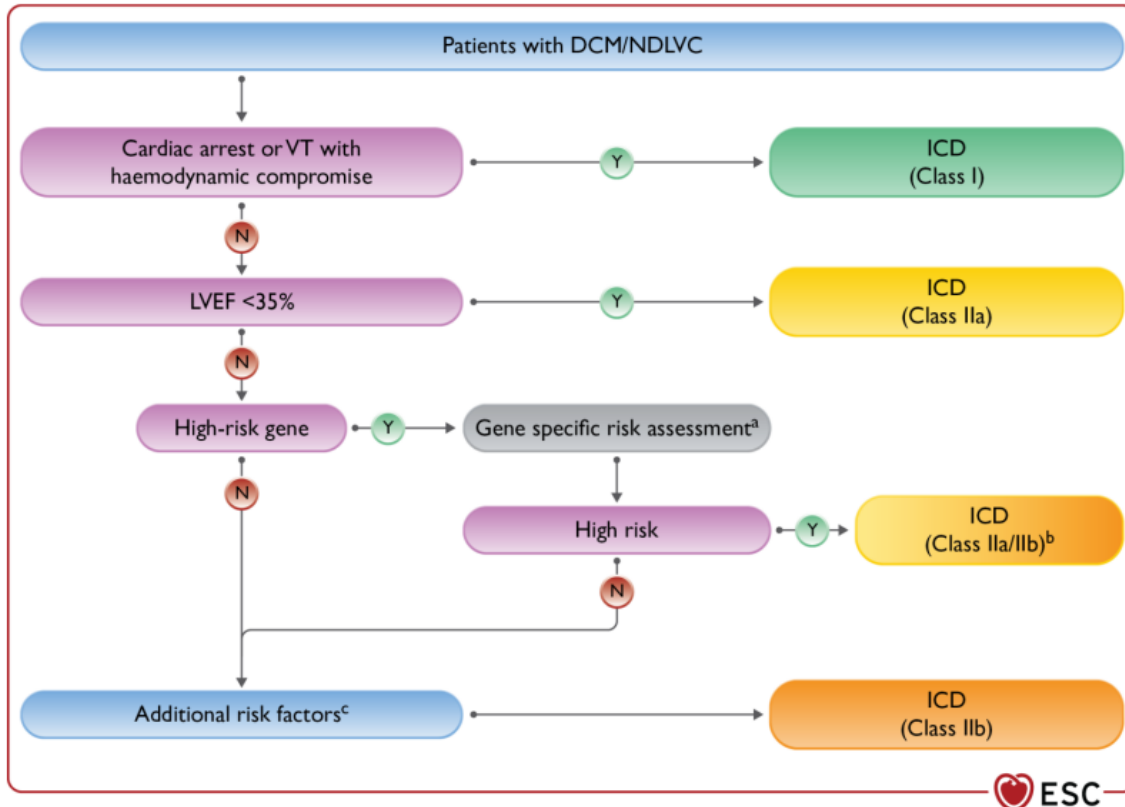 Patients with DCM/NDLVC
Cardiac arrest or VT with
haemodynamic compromise
Y
ICD
(Class I)
N
LVEF <35%
Y
ICD
(Class IIa)
N
High-risk gene
Y
Gene specific risk assessmentᵃ
N
High risk
Y
ICD
(Class IIa/IIb)ᵇ
N
Additional risk factorsᶜ
ICD
(Class IIb)
ESC